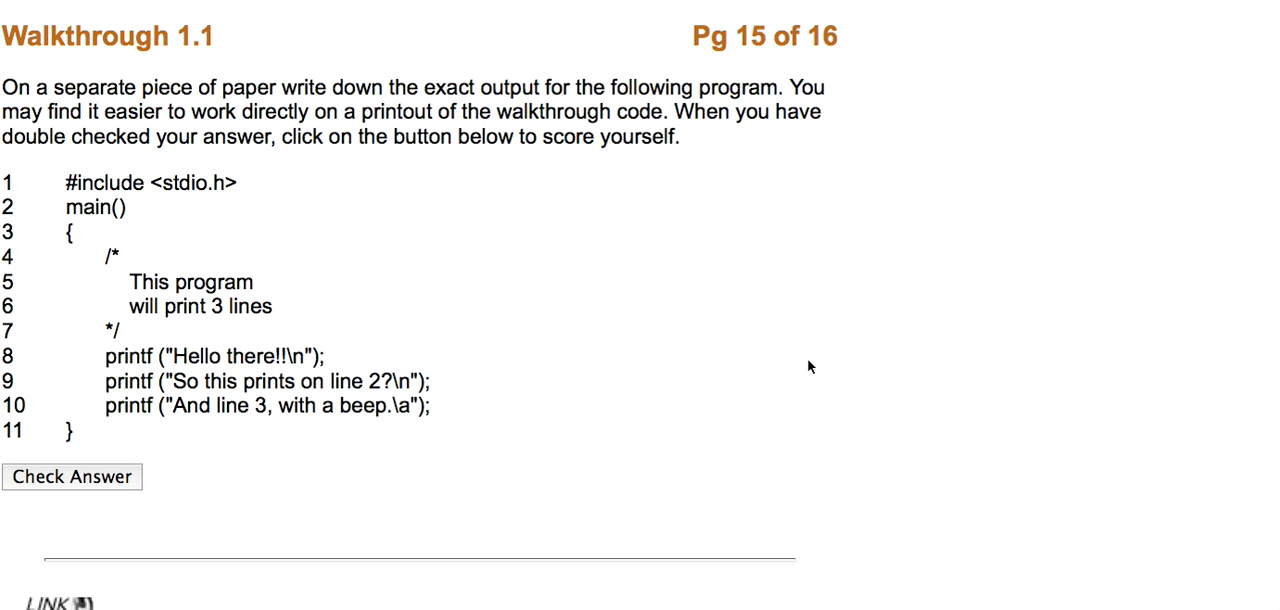 Walkthrough 1.1 Pg 15 of 16
On a separate piece of paper write down the exact output for the following program. You
may find it easier to work directly on a printout of the walkthrough code. When you have
double checked your answer, click on the button below to score yourself.
1 #include <stdio.h>
2 main()
3 {
4 /*
5 This program
6 will print 3 lines
7 */
8 printf ("Hello there!!\n");
9 printf ("So this prints on line 2?\n");
10 printf ("And line 3, with a beep.\a");
11 }
Check Answer
LINK